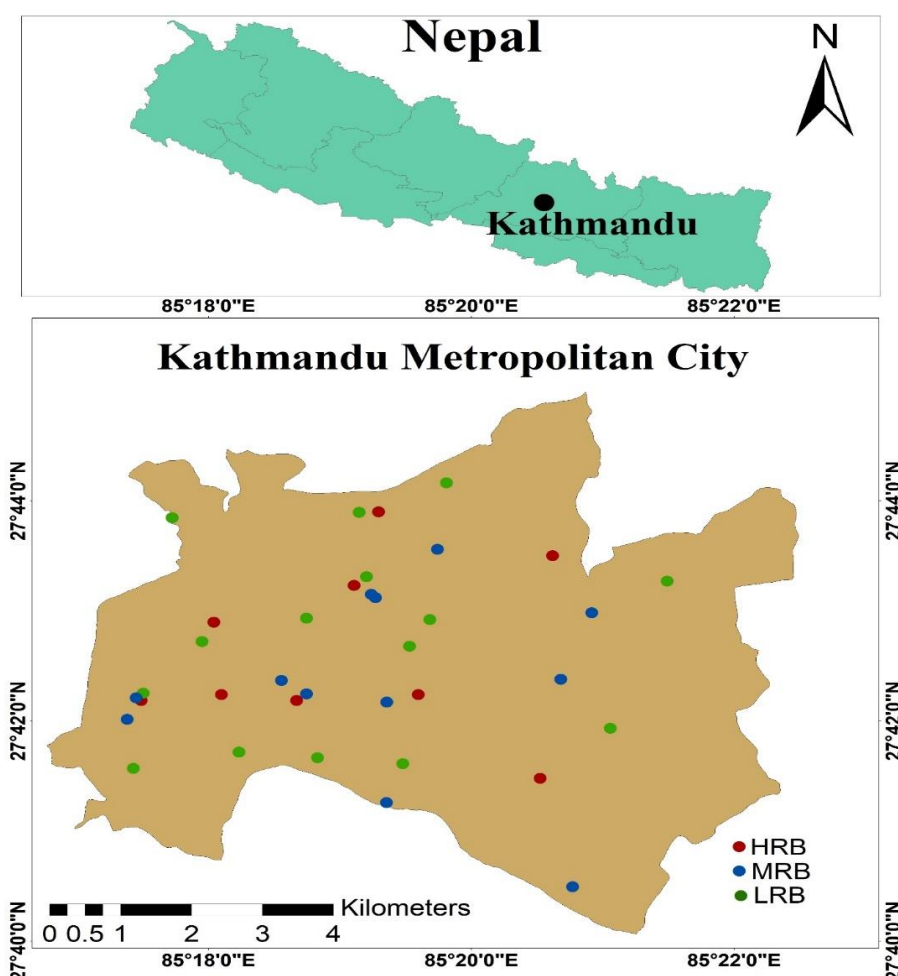 Nepal
N
Kathmandu
85°18'0"E 85°20'0"E 85°22'0"E
Kathmandu Metropolitan City
27°44'0"N 27°44'0"N
27°42'0"N 27°42'0"N
HRB
MRB
LRB
Kilometers
0 0.5 1 2 3 4
27°40'0"N 27°40'0"N
85°18'0"E 85°20'0"E 85°22'0"E